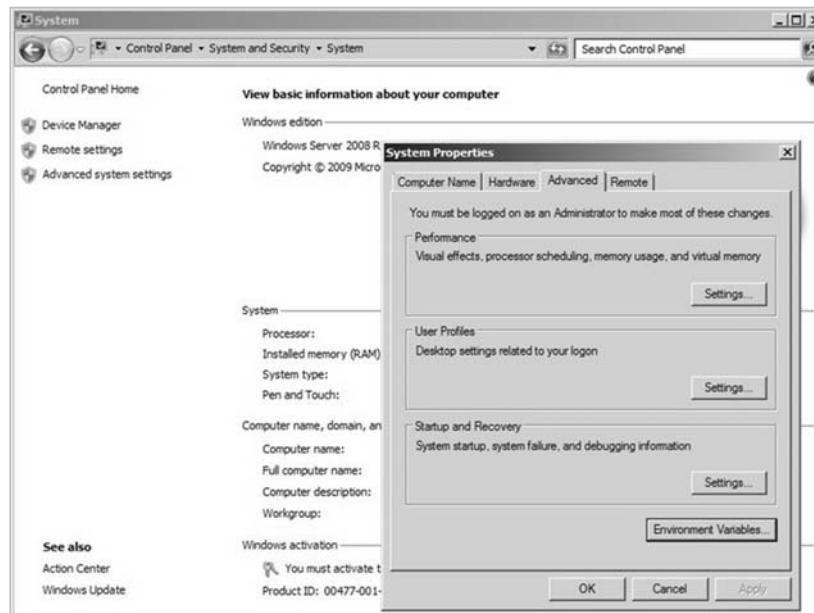 System
Control Panel System and Security System
Search Control Panel
Control Panel Home
Device Manager
Remote settings
Advanced system settings
See also
Action Center
Windows Update
View basic information about your computer
Windows edition
Windows Server 2008 R
Copyright © 2009 Micro
System
Processor:
Installed memory (RAM)
System type:
Pen and Touch:
Computer name, domain, an
Computer name:
Full computer name:
Computer description:
Workgroup:
Windows activation
You must activate t
Product ID: 00477-001-
System Properties
Computer Name Hardware Advanced Remote
You must be logged on as an Administrator to make most of these changes.
Performance
Visual effects, processor scheduling, memory usage, and virtual memory
Settings...
User Profiles
Desktop settings related to your logon
Settings...
Startup and Recovery
System startup, system failure, and debugging information
Settings...
Environment Variables...
OK Cancel Apply